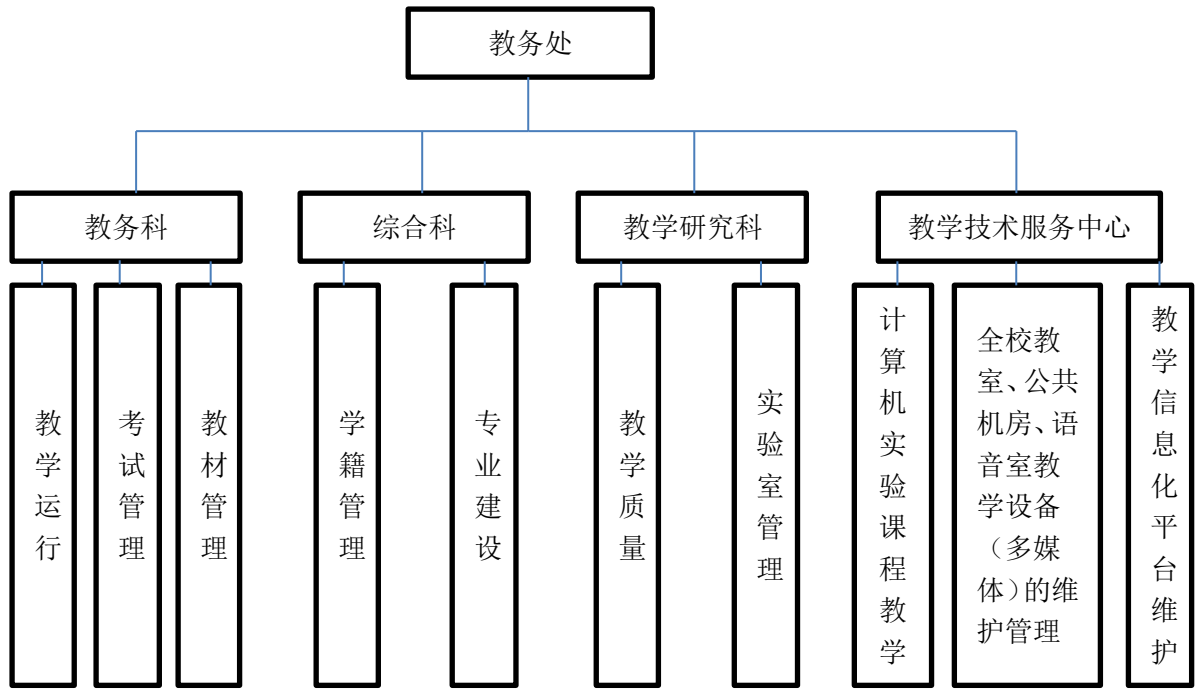 教务处
教务科
综合科
教学研究科
教学技术服务中心
教学运行
考试管理
教材管理
学籍管理
专业建设
教学质量
实验室管理
计算机实验课程教学
全校教
室、公共
机房、语
音室教
学设备
（多媒
体）的维
护管理
教学信息化平台维护